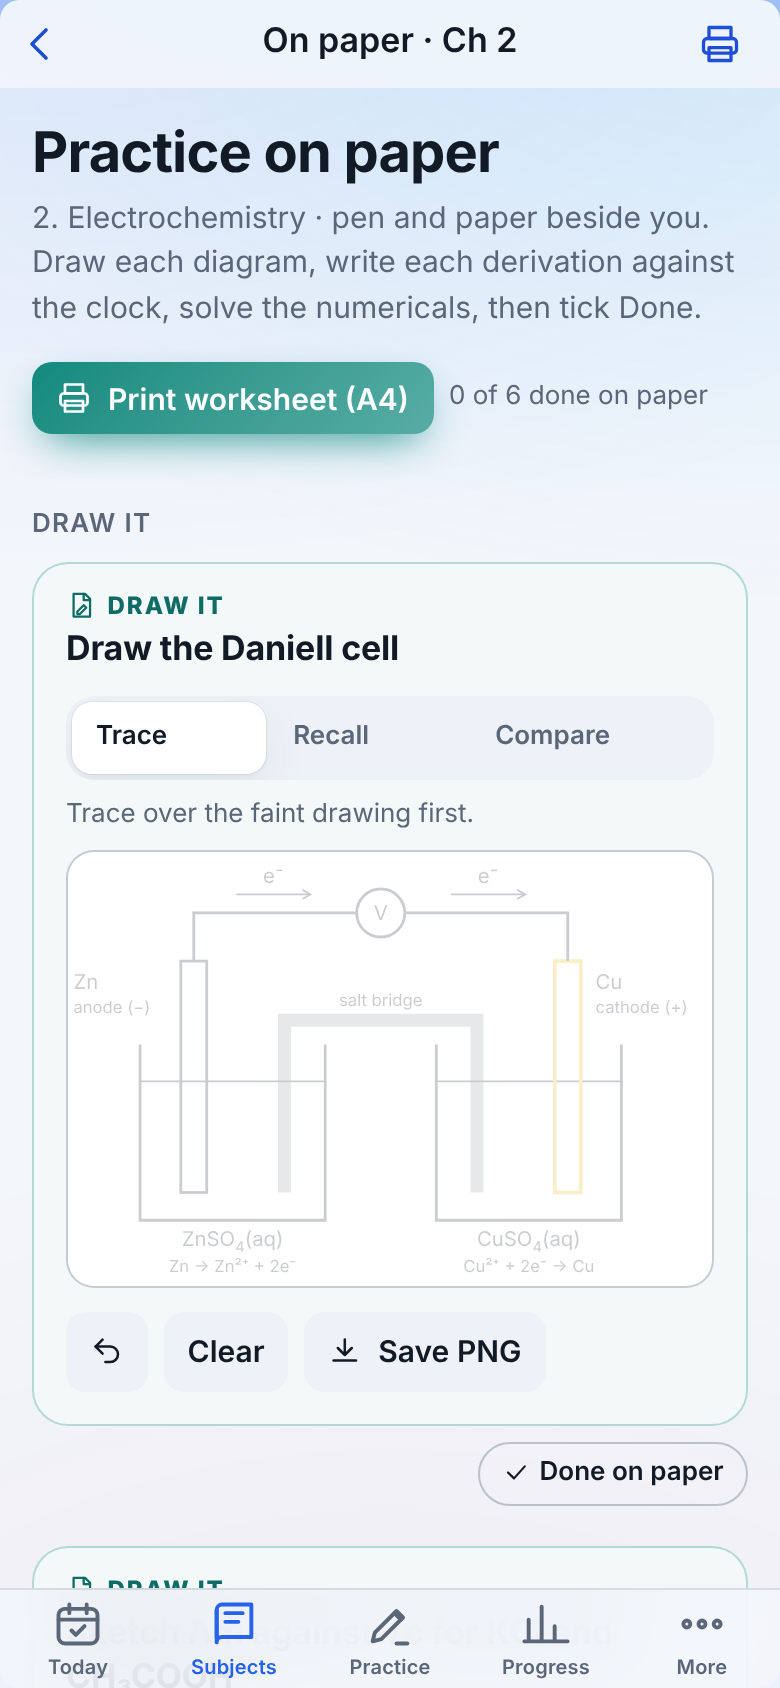 On paper · Ch 2
Practice on paper
2. Electrochemistry · pen and paper beside you.
Draw each diagram, write each derivation against
the clock, solve the numericals, then tick Done.
Print worksheet (A4)
0 of 6 done on paper
DRAW IT
DRAW IT
Draw the Daniell cell
Trace
Recall
Compare
Trace over the faint drawing first.
e⁻
e⁻
V
Zn
anode (−)
Cu
cathode (+)
salt bridge
ZnSO₄(aq)
CuSO₄(aq)
Zn → Zn²⁺ + 2e⁻
Cu²⁺ + 2e⁻ → Cu
Clear
Save PNG
Done on paper
DRAW IT
CH₃COOH
Today
Subjects
Practice
Progress
More